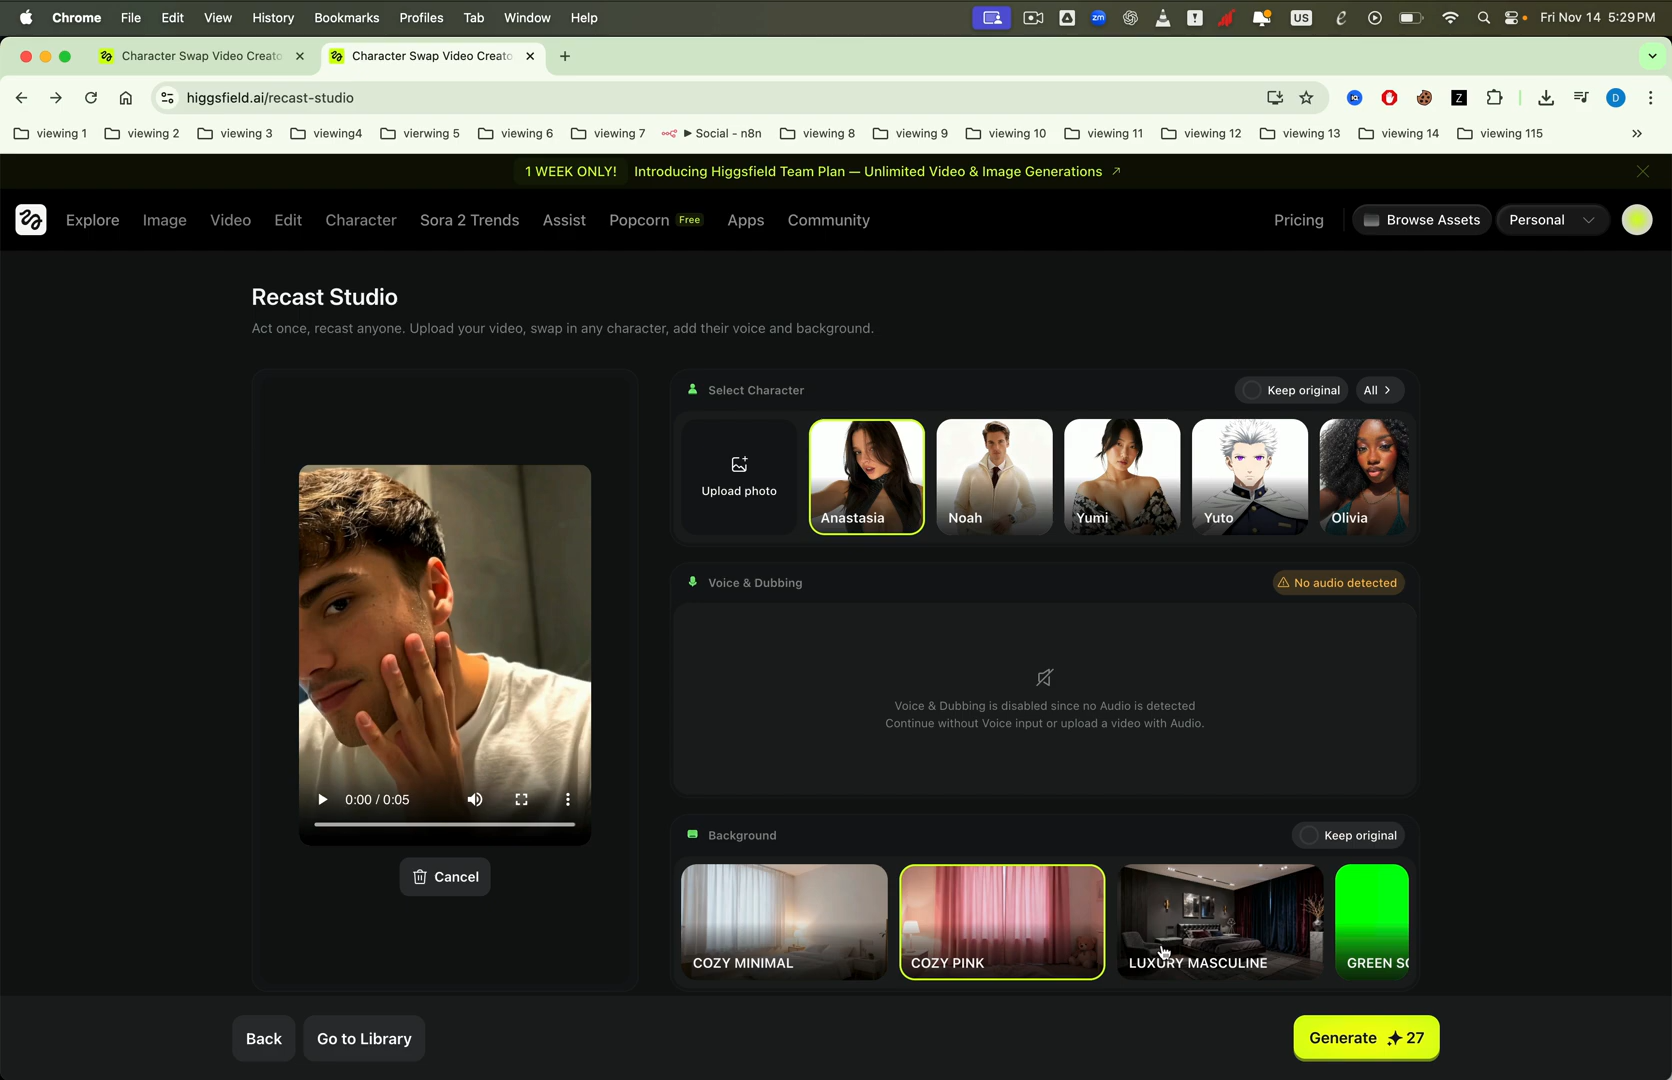 Chrome File Edit View History Bookmarks Profiles Tab Window Help
zm
US
Fri Nov 14 5:29 PM
Character Swap Video Creato
Character Swap Video Creato
higgsfield.ai/recast-studio
Z
D
viewing 1
viewing 2
viewing 3
viewing4
vierwing 5
viewing 6
viewing 7
▶ Social - n8n
viewing 8
viewing 9
viewing 10
viewing 11
viewing 12
viewing 13
viewing 14
viewing 115
1 WEEK ONLY! Introducing Higgsfield Team Plan — Unlimited Video & Image Generations ↗
Explore Image Video Edit Character Sora 2 Trends Assist Popcorn Free Apps Community
Pricing Browse Assets Personal
Recast Studio
Act once, recast anyone. Upload your video, swap in any character, add their voice and background.
Select Character
Keep original
All >
Upload photo
Anastasia
Noah
Yumi
Yuto
Olivia
Voice & Dubbing
No audio detected
Voice & Dubbing is disabled since no Audio is detected
Continue without Voice input or upload a video with Audio.
0:00 / 0:05
Cancel
Background
Keep original
COZY MINIMAL
COZY PINK
LUXURY MASCULINE
GREEN SC
Back
Go to Library
Generate 27